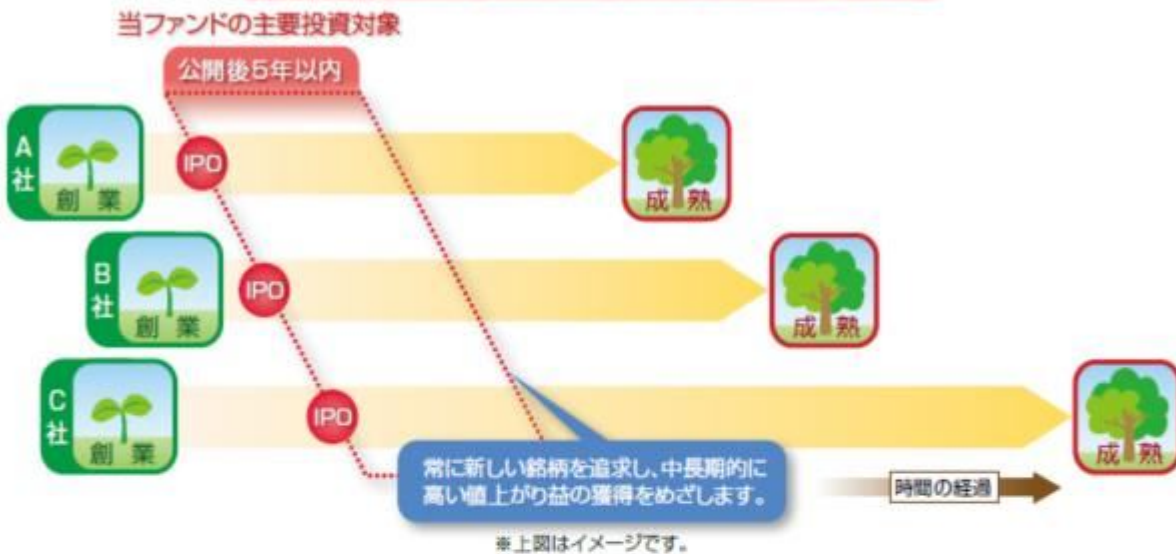 当ファンドの主要投資対象
公開後5年以内
A社
創業
IPO
成熟
B社
創業
IPO
成熟
C社
創業
IPO
成熟
常に新しい銘柄を追求し、中長期的に
高い値上がり益の獲得をめざします。
時間の経過
※上図はイメージです。